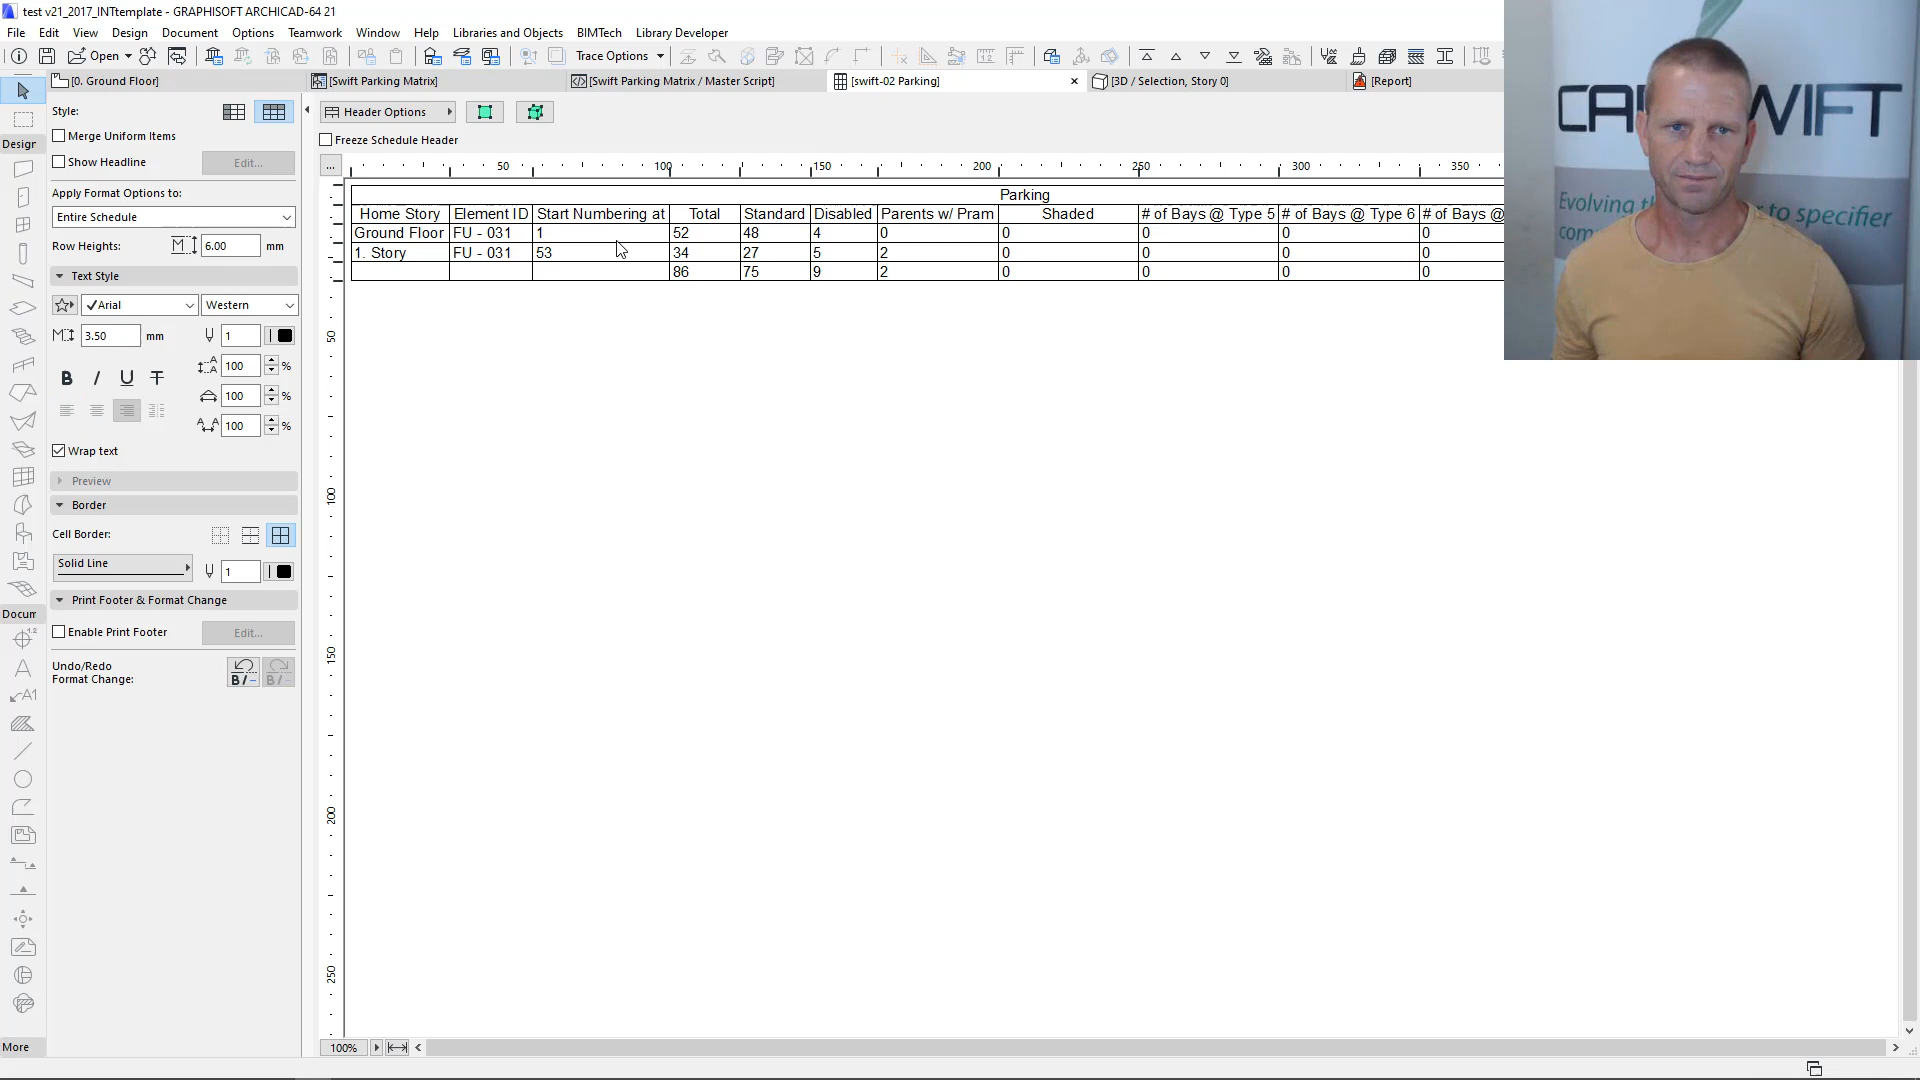 test v21_2017_INTtemplate - GRAPHISOFT ARCHICAD-64 21
File Edit View Design Document Options Teamwork Window Help Libraries and Objects BIMTech Library Developer
Open Trace Options
[0. Ground Floor] [Swift Parking Matrix] [Swift Parking Matrix / Master Script] [swift-02 Parking] [3D / Selection, Story 0] [Report]
Style:
Header Options
Merge Uniform Items
Freeze Schedule Header
Design
Show Headline Edit...
50 100 150 200 250 300 350
Apply Format Options to:
Entire Schedule
Row Heights: 6.00 mm
Parking
Home Story Element ID Start Numbering at Total Standard Disabled Parents w/ Pram Shaded # of Bays @ Type 5 # of Bays @ Type 6 # of Bays @
Ground Floor FU - 031 1 52 48 4 0 0 0 0 0
1. Story FU - 031 53 34 27 5 2 0 0 0 0
86 75 9 2 0 0 0 0
Text Style
Arial Western
M 3.50 mm 1
100 %
B I U T
100 %
100 %
Wrap text
Preview
Border
Cell Border:
Solid Line 1
Print Footer & Format Change
Docum
Enable Print Footer Edit...
Undo/Redo
Format Change:
50
100
150
200
250
More
100%
WIFT
Evolving
to specifier